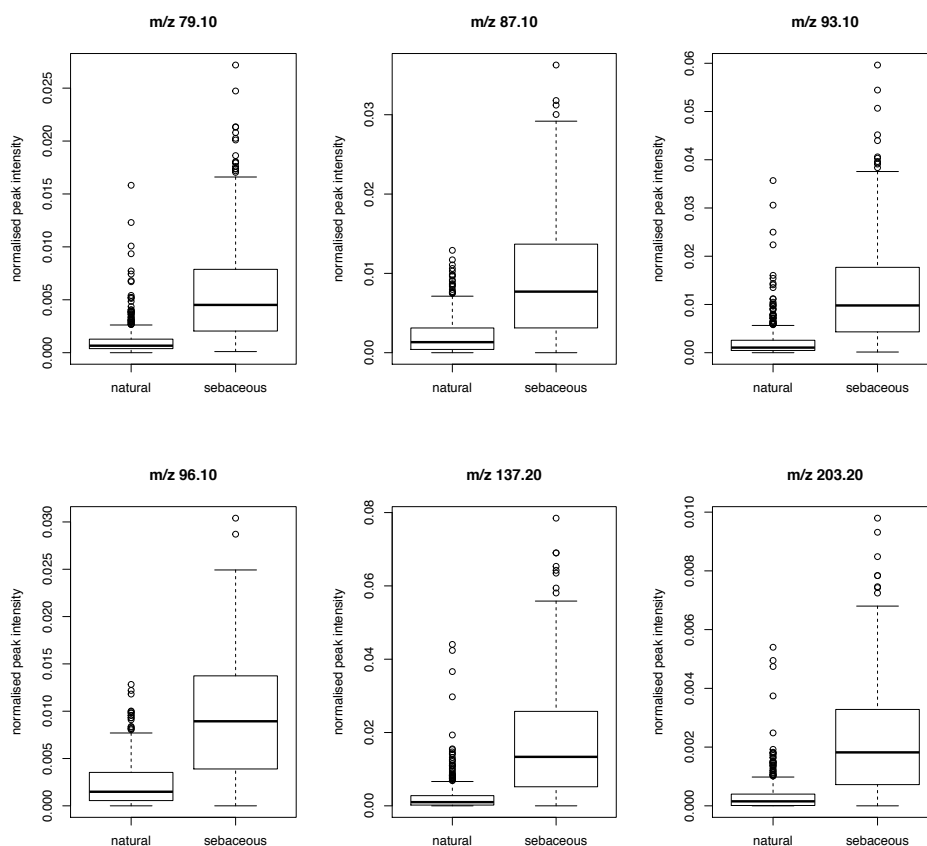 m/z 79.10
m/z 87.10
m/z 93.10
normalised peak intensity
0.000 0.005 0.010 0.015 0.020 0.025
natural sebaceous
normalised peak intensity
0.00 0.01 0.02 0.03
natural sebaceous
normalised peak intensity
0.00 0.01 0.02 0.03 0.04 0.05 0.06
natural sebaceous
m/z 96.10
m/z 137.20
m/z 203.20
normalised peak intensity
0.000 0.005 0.010 0.015 0.020 0.025 0.030
natural sebaceous
normalised peak intensity
0.00 0.02 0.04 0.06 0.08
natural sebaceous
normalised peak intensity
0.000 0.002 0.004 0.006 0.008 0.010
natural sebaceous